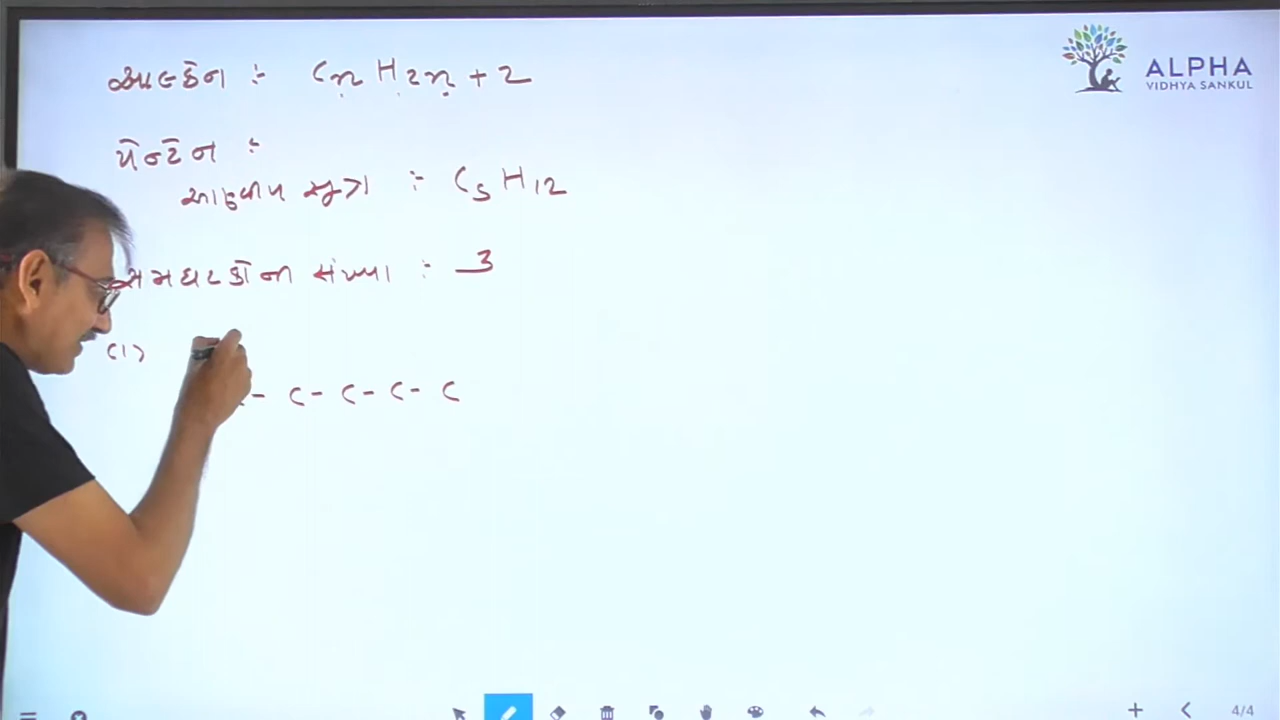 આલ્કેન :- CnH2n+2
પેન્ટેન :-
આણ્વીય સૂત્ર :- C5H12
સમઘટકોની સંખ્યા :- 3
(1)
- C - C - C - C
ALPHA
VIDHYA SANKUL
4/4